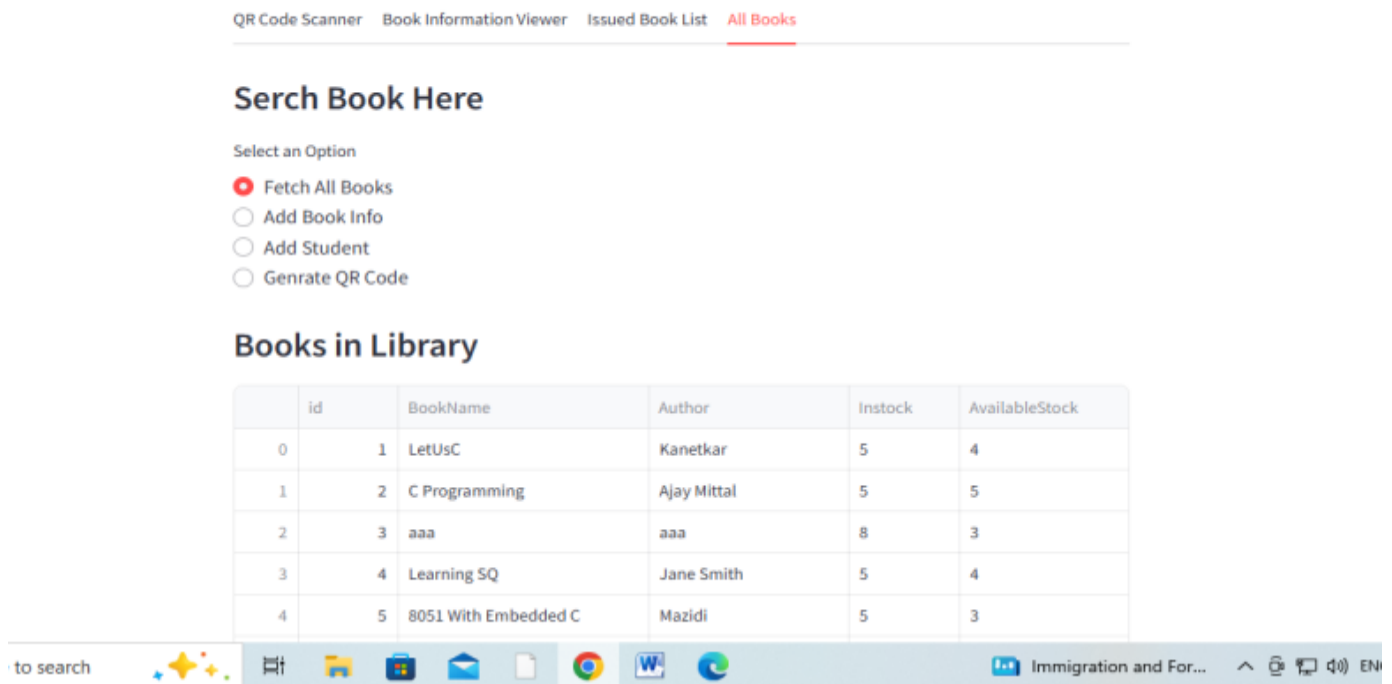 QR Code Scanner Book Information Viewer Issued Book List All Books
Serch Book Here
Select an Option
Fetch All Books
Add Book Info
Add Student
Genrate QR Code
Books in Library
id BookName Author Instock AvailableStock
0 1 LetUsC Kanetkar 5 4
1 2 C Programming Ajay Mittal 5 5
2 3 aaa aaa 8 3
3 4 Learning SQ Jane Smith 5 4
4 5 8051 With Embedded C Mazidi 5 3
to search W Immigration and For... ENG